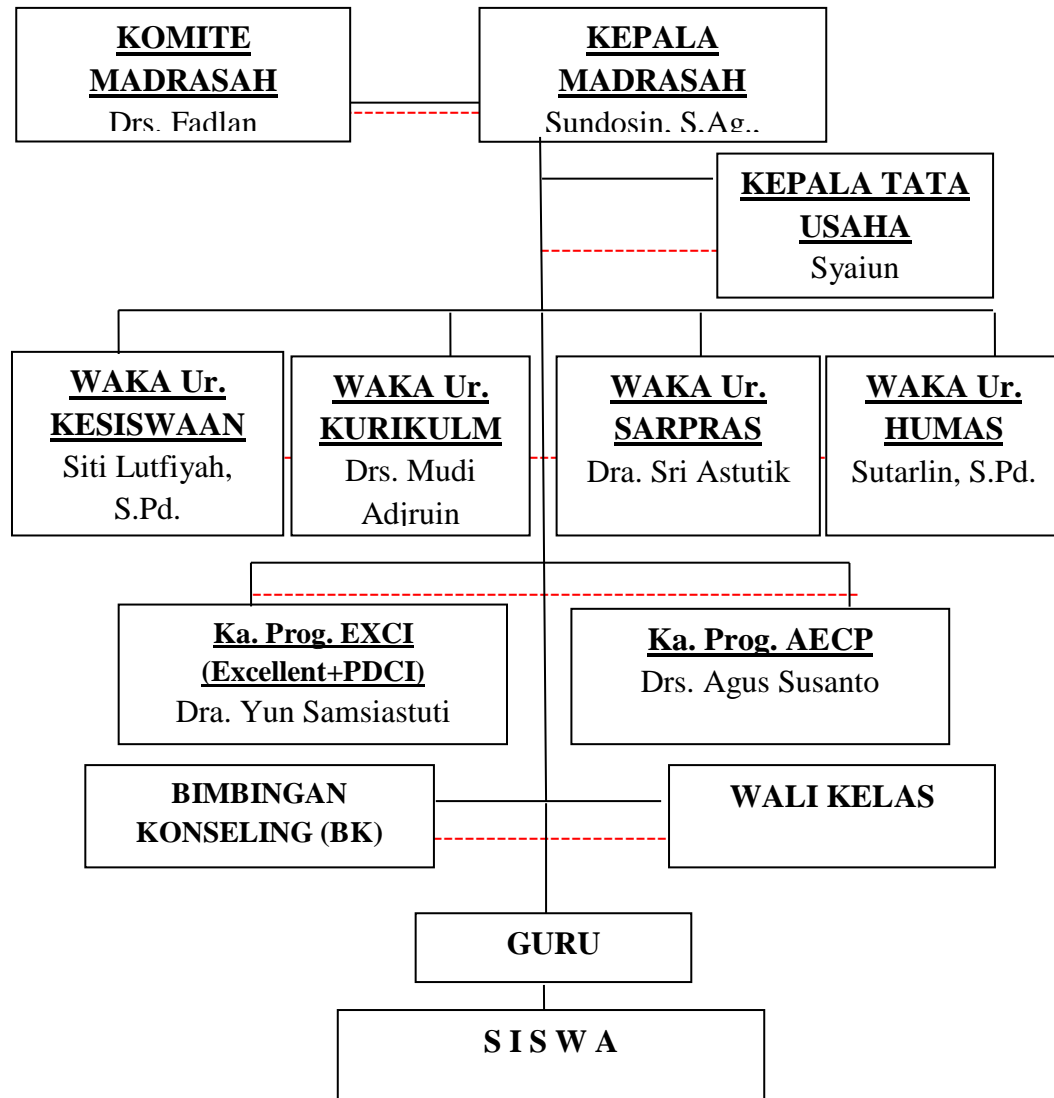 KOMITE
MADRASAH
Drs. Fadlan
KEPALA
MADRASAH
Sundosin, S.Ag.,
KEPALA TATA
USAHA
Syaiun
WAKA Ur.
KESISWAAN
Siti Lutfiyah,
S.Pd.
WAKA Ur.
KURIKULM
Drs. Mudi
Adjruin
WAKA Ur.
SARPRAS
Dra. Sri Astutik
WAKA Ur.
HUMAS
Sutarlin, S.Pd.
Ka. Prog. EXCI
(Excellent+PDCI)
Dra. Yun Samsiastuti
Ka. Prog. AECP
Drs. Agus Susanto
BIMBINGAN
KONSELING (BK)
WALI KELAS
GURU
S I S W A